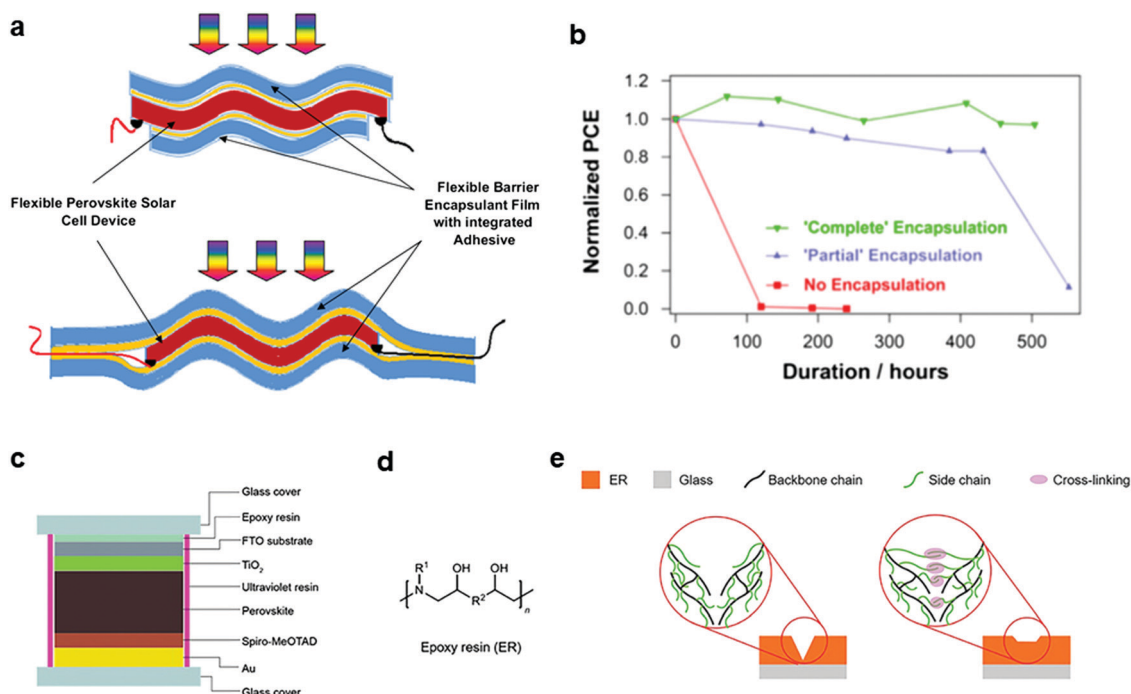 a
Flexible Perovskite Solar
Cell Device
Flexible Barrier
Encapsulant Film
with integrated
Adhesive
b
Normalized PCE
1.2
1.0
0.8
0.6
0.4
0.2
0.0
'Complete' Encapsulation
'Partial' Encapsulation
No Encapsulation
0
100
200
300
400
500
Duration / hours
c
Glass cover
Epoxy resin
FTO substrate
TiO₂
Ultraviolet resin
Perovskite
Spiro-MeOTAD
Au
Glass cover
d
R¹
OH
OH
N
R²
n
Epoxy resin (ER)
e
ER
Glass
Backbone chain
Side chain
Cross-linking